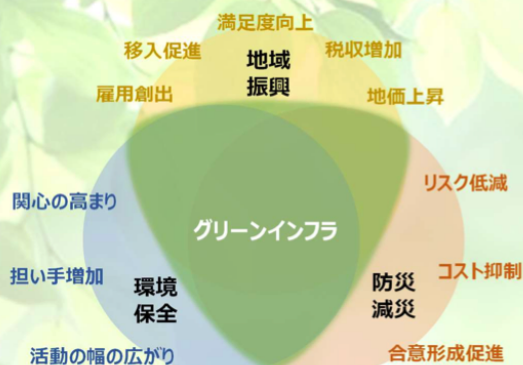 満足度向上
移入促進
税収増加
地域
振興
雇用創出
地価上昇
リスク低減
関心の高まり
グリーンインフラ
担い手増加
環境
保全
防災
減災
コスト抑制
活動の幅の広がり
合意形成促進